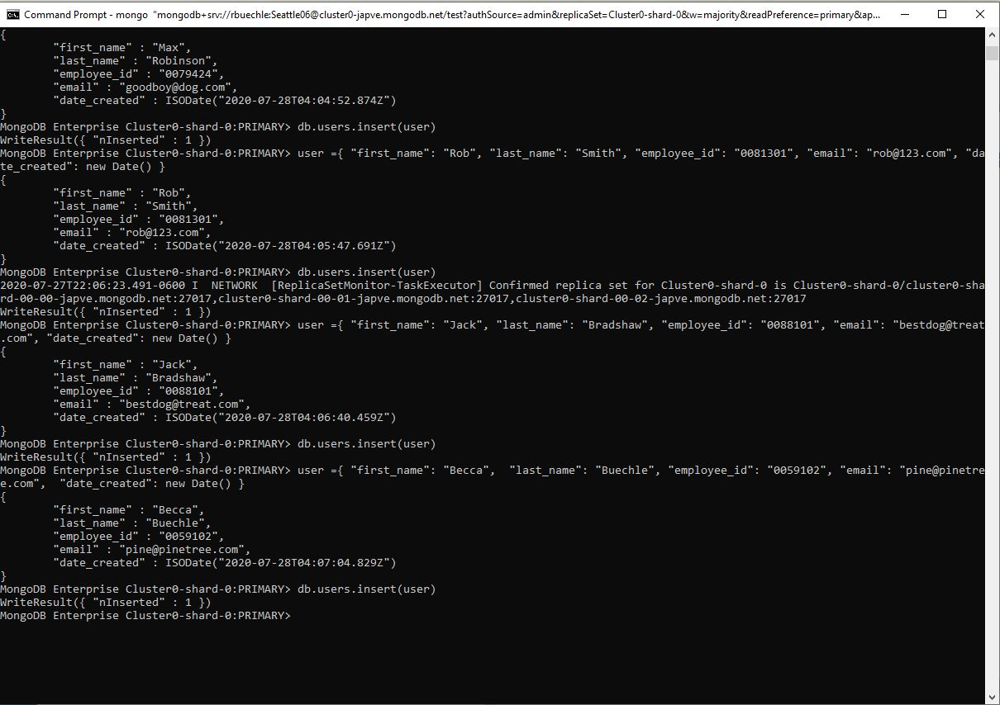 Command Prompt - mongo "mongodb+srv://rbuechle:Seattle06@cluster0-japve.mongodb.net/test?authSource=admin&replicaSet=Cluster0-shard-0&w=majority&readPreference=primary&ap...
{
"first_name" : "Max",
"last_name" : "Robinson",
"employee_id" : "0079424",
"email" : "goodboy@dog.com",
"date_created" : ISODate("2020-07-28T04:04:52.874Z")
}
MongoDB Enterprise Cluster0-shard-0:PRIMARY> db.users.insert(user)
WriteResult({ "nInserted" : 1 })
MongoDB Enterprise Cluster0-shard-0:PRIMARY> user ={ "first_name": "Rob", "last_name": "Smith", "employee_id": "0081301", "email": "rob@123.com", "da
te_created": new Date() }
{
"first_name" : "Rob",
"last_name" : "Smith",
"employee_id" : "0081301",
"email" : "rob@123.com",
"date_created" : ISODate("2020-07-28T04:05:47.691Z")
}
MongoDB Enterprise Cluster0-shard-0:PRIMARY> db.users.insert(user)
2020-07-27T22:06:23.491-0600 I  NETWORK  [ReplicaSetMonitor-TaskExecutor] Confirmed replica set for Cluster0-shard-0 is Cluster0-shard-0/cluster0-sha
rd-00-00-japve.mongodb.net:27017,cluster0-shard-00-01-japve.mongodb.net:27017,cluster0-shard-00-02-japve.mongodb.net:27017
WriteResult({ "nInserted" : 1 })
MongoDB Enterprise Cluster0-shard-0:PRIMARY> user ={ "first_name": "Jack", "last_name": "Bradshaw", "employee_id": "0088101", "email": "bestdog@treat
.com", "date_created": new Date() }
{
"first_name" : "Jack",
"last_name" : "Bradshaw",
"employee_id" : "0088101",
"email" : "bestdog@treat.com",
"date_created" : ISODate("2020-07-28T04:06:40.459Z")
}
MongoDB Enterprise Cluster0-shard-0:PRIMARY> db.users.insert(user)
WriteResult({ "nInserted" : 1 })
MongoDB Enterprise Cluster0-shard-0:PRIMARY> user ={ "first_name": "Becca",  "last_name": "Buechle", "employee_id": "0059102", "email": "pine@pinetre
e.com",  "date_created": new Date() }
{
"first_name" : "Becca",
"last_name" : "Buechle",
"employee_id" : "0059102",
"email" : "pine@pinetree.com",
"date_created" : ISODate("2020-07-28T04:07:04.829Z")
}
MongoDB Enterprise Cluster0-shard-0:PRIMARY> db.users.insert(user)
WriteResult({ "nInserted" : 1 })
MongoDB Enterprise Cluster0-shard-0:PRIMARY>